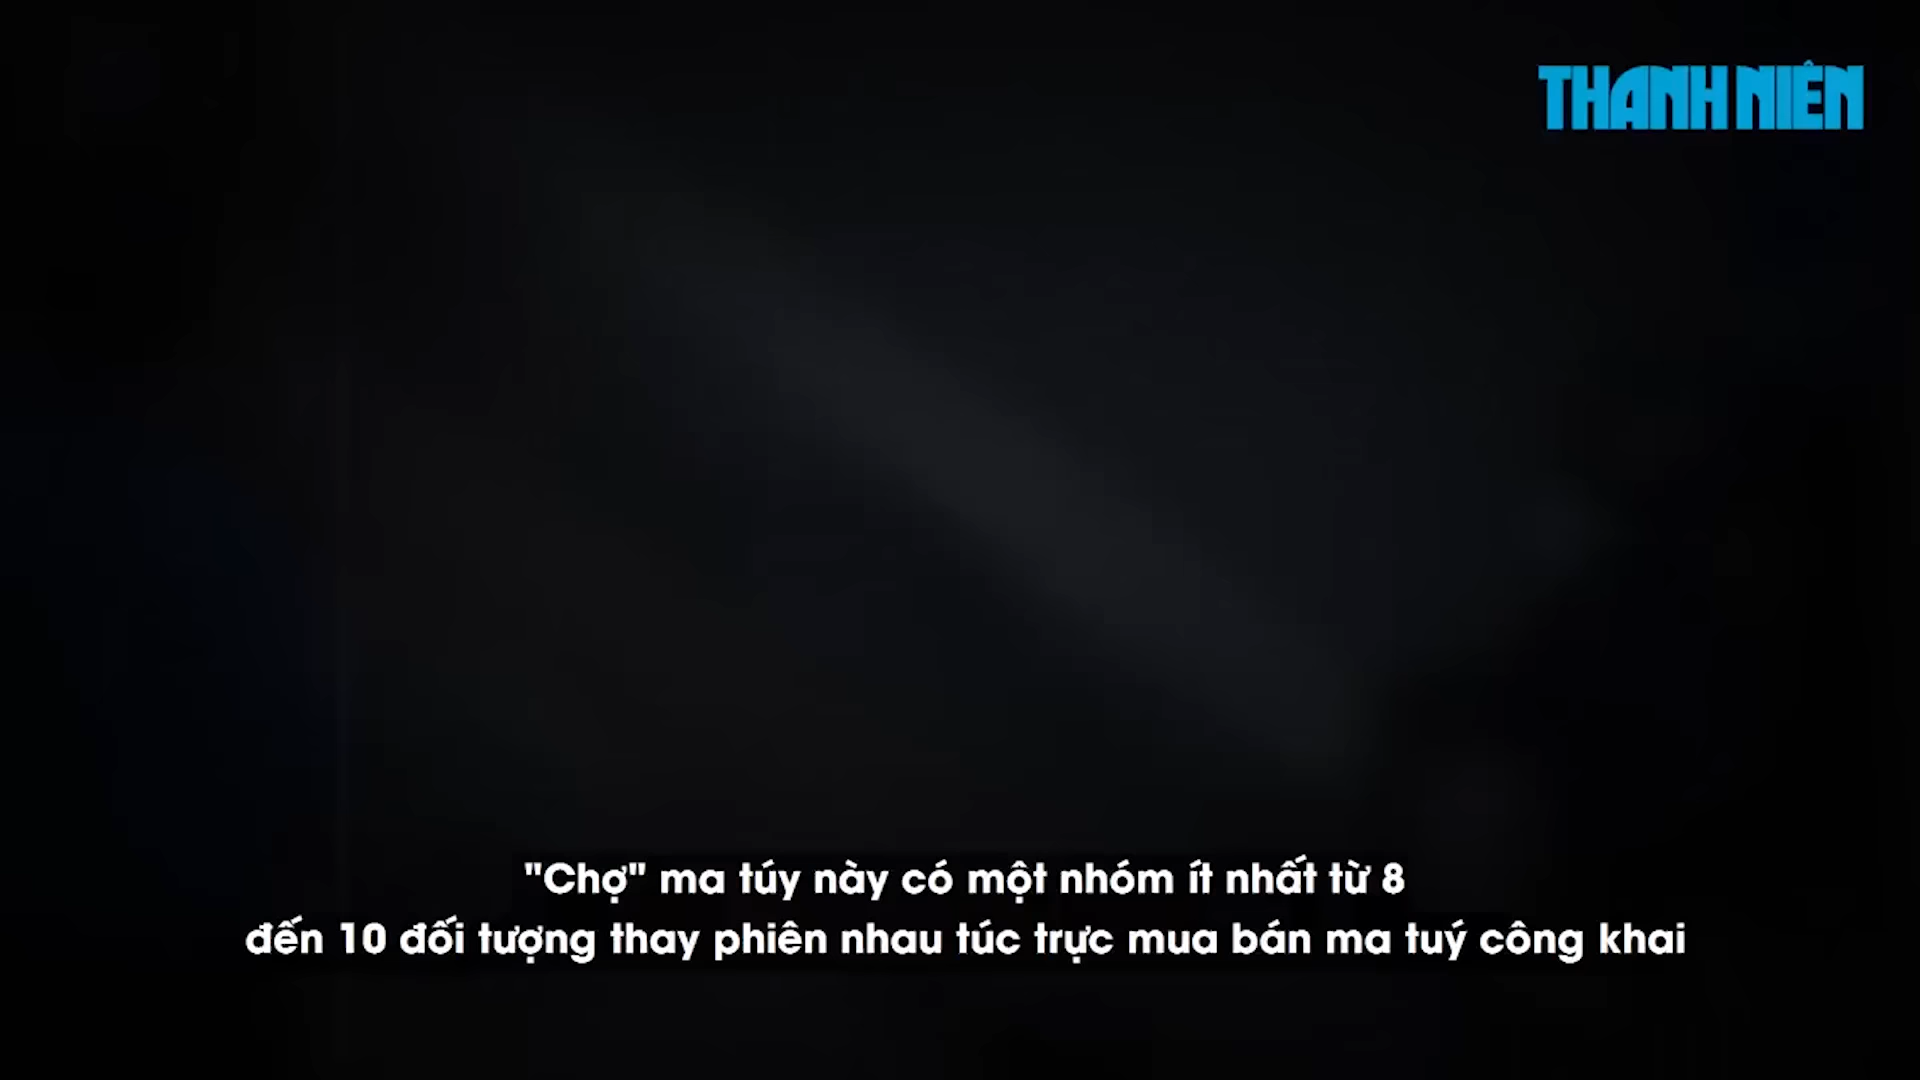 THANH NIÊN
"Chợ" ma túy này có một nhóm ít nhất từ 8
đến 10 đối tượng thay phiên nhau túc trực mua bán ma tuý công khai